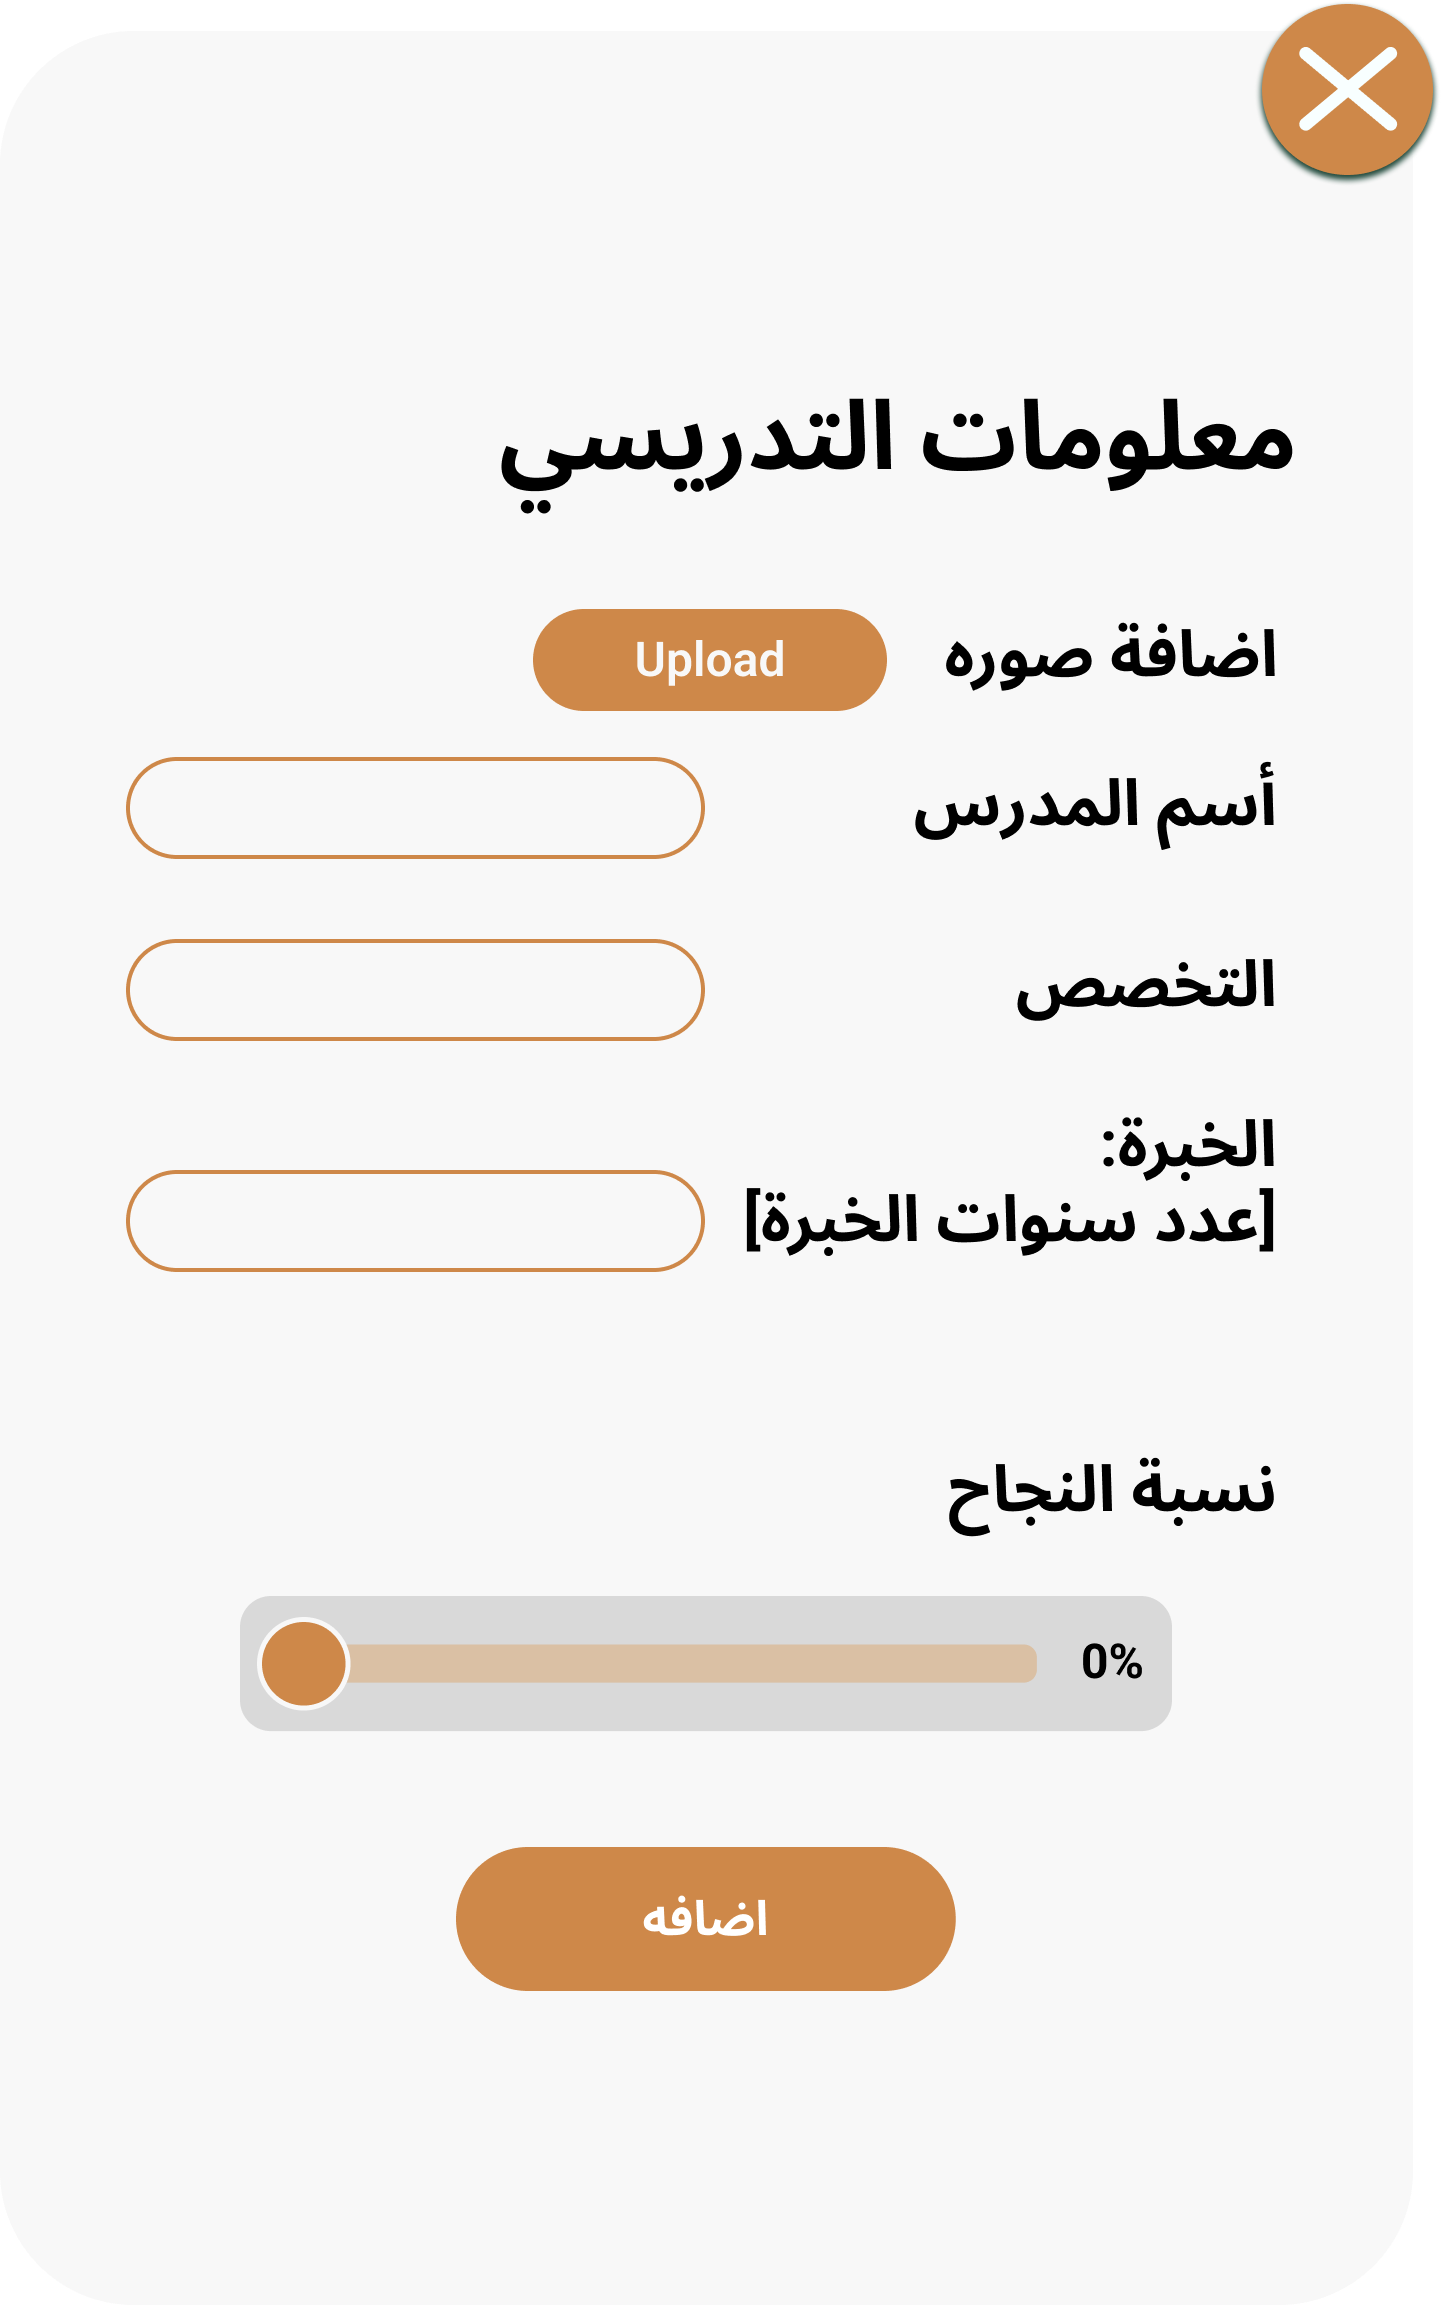 معلومات التدريسي
اضافة صوره
Upload
أسم المدرس
التخصص
الخبرة:
[عدد سنوات الخبرة]
نسبة النجاح
0%
اضافه